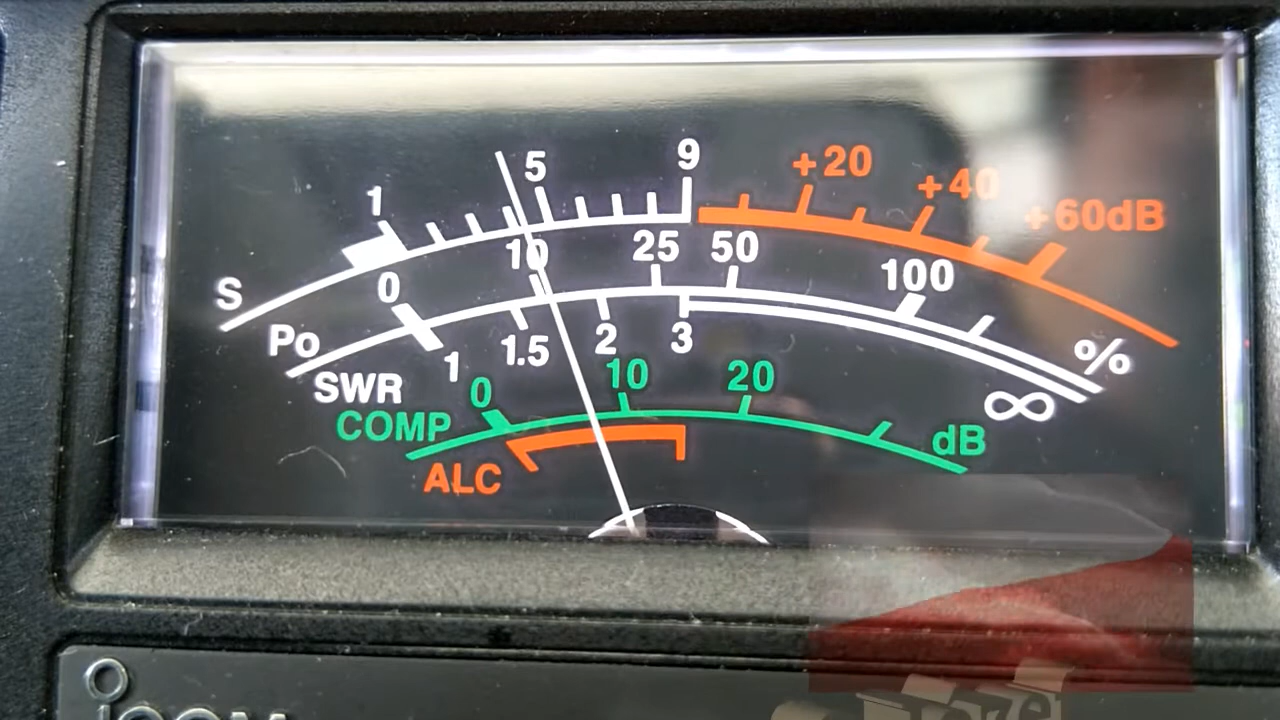 S 1 5 9 +20 +40 +60dB
Po 0 10 25 50 100 %
SWR 1 1.5 2 3 ∞
COMP 0 10 20 dB
ALC
ICOM